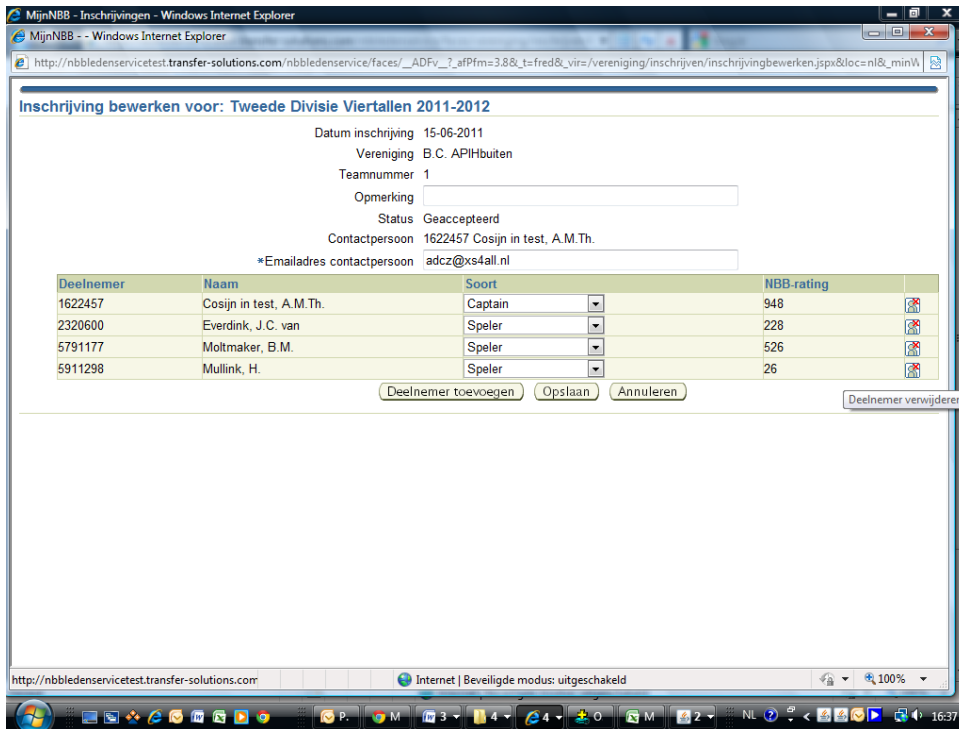 MijnNBB - Inschrijvingen - Windows Internet Explorer
MijnNBB - - Windows Internet Explorer
http://nbbledenservicetest.transfer-solutions.com/nbbledenservice/faces/__ADFv__?_afPfm=3.8&_t=fred&_vir=/vereniging/inschrijven/inschrijvingbewerken.jspx&loc=nl&_minW
Inschrijving bewerken voor: Tweede Divisie Viertallen 2011-2012
Datum inschrijving 15-06-2011
Vereniging B.C. APIHbuiten
Teamnummer 1
Opmerking
Status Geaccepteerd
Contactpersoon 1622457 Cosijn in test, A.M.Th.
*Emailadres contactpersoon adcz@xs4all.nl
Deelnemer Naam Soort NBB-rating
1622457 Cosijn in test, A.M.Th. Captain 948
2320600 Everdink, J.C. van Speler 228
5791177 Moltmaker, B.M. Speler 526
5911298 Mullink, H. Speler 26
Deelnemer toevoegen Opslaan Annuleren
Deelnemer verwijderen
http://nbbledenservicetest.transfer-solutions.com Internet | Beveiligde modus: uitgeschakeld 100%
P. M 3 4 4 O M 2 NL 16:37